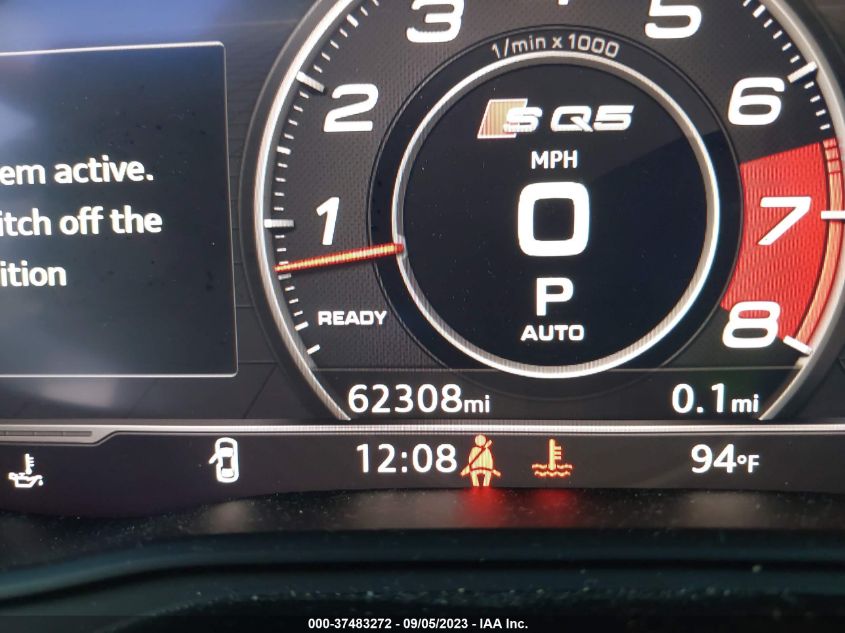 3
5
1/min x 1000
2
6
SQ5
MPH
em active.
itch off the
ition
1
0
7
P
READY
AUTO
8
62308mi
0.1mi
12:08
94°F
000-37483272 - 09/05/2023 - IAA Inc.